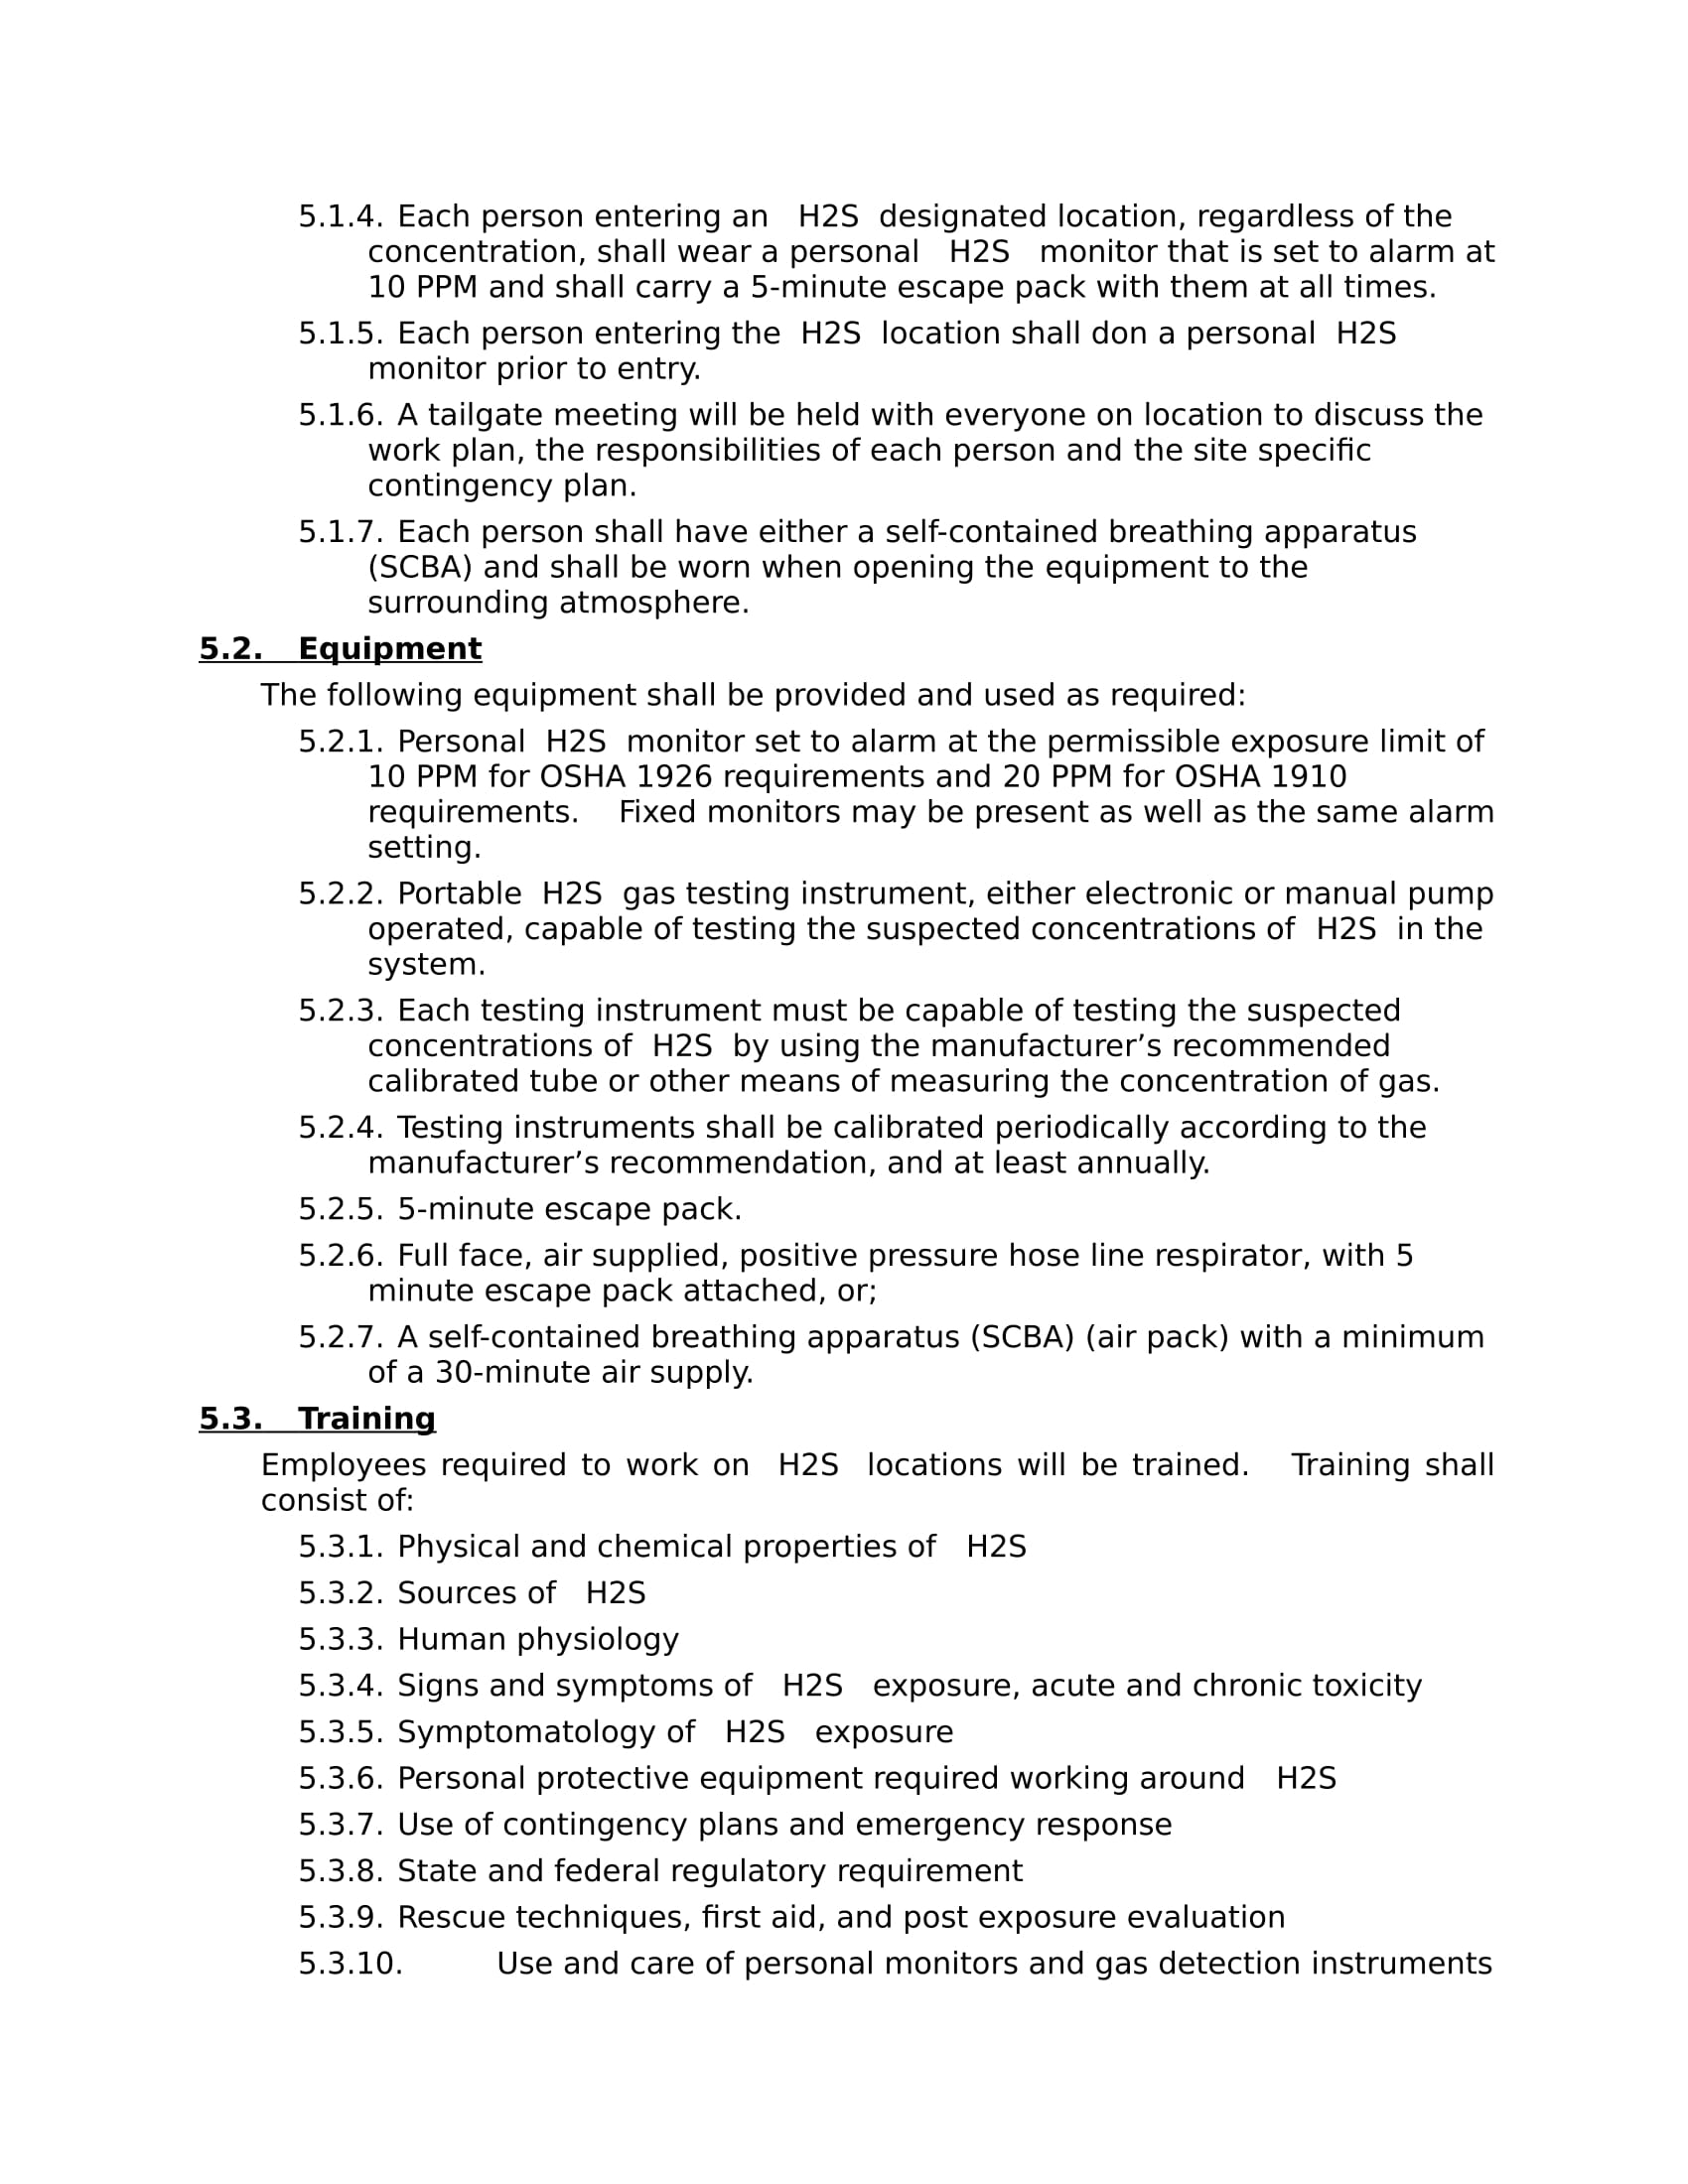 5.1.4. Each person entering an H2S designated location, regardless of the
concentration, shall wear a personal H2S monitor that is set to alarm at
10 PPM and shall carry a 5-minute escape pack with them at all times.
5.1.5. Each person entering the H2S location shall don a personal H2S
monitor prior to entry.
5.1.6. A tailgate meeting will be held with everyone on location to discuss the
work plan, the responsibilities of each person and the site specific
contingency plan.
5.1.7. Each person shall have either a self-contained breathing apparatus
(SCBA) and shall be worn when opening the equipment to the
surrounding atmosphere.
5.2. Equipment
The following equipment shall be provided and used as required:
5.2.1. Personal H2S monitor set to alarm at the permissible exposure limit of
10 PPM for OSHA 1926 requirements and 20 PPM for OSHA 1910
requirements. Fixed monitors may be present as well as the same alarm
setting.
5.2.2. Portable H2S gas testing instrument, either electronic or manual pump
operated, capable of testing the suspected concentrations of H2S in the
system.
5.2.3. Each testing instrument must be capable of testing the suspected
concentrations of H2S by using the manufacturer’s recommended
calibrated tube or other means of measuring the concentration of gas.
5.2.4. Testing instruments shall be calibrated periodically according to the
manufacturer’s recommendation, and at least annually.
5.2.5. 5-minute escape pack.
5.2.6. Full face, air supplied, positive pressure hose line respirator, with 5
minute escape pack attached, or;
5.2.7. A self-contained breathing apparatus (SCBA) (air pack) with a minimum
of a 30-minute air supply.
5.3. Training
Employees required to work on H2S locations will be trained. Training shall
consist of:
5.3.1. Physical and chemical properties of H2S
5.3.2. Sources of H2S
5.3.3. Human physiology
5.3.4. Signs and symptoms of H2S exposure, acute and chronic toxicity
5.3.5. Symptomatology of H2S exposure
5.3.6. Personal protective equipment required working around H2S
5.3.7. Use of contingency plans and emergency response
5.3.8. State and federal regulatory requirement
5.3.9. Rescue techniques, first aid, and post exposure evaluation
5.3.10. Use and care of personal monitors and gas detection instruments